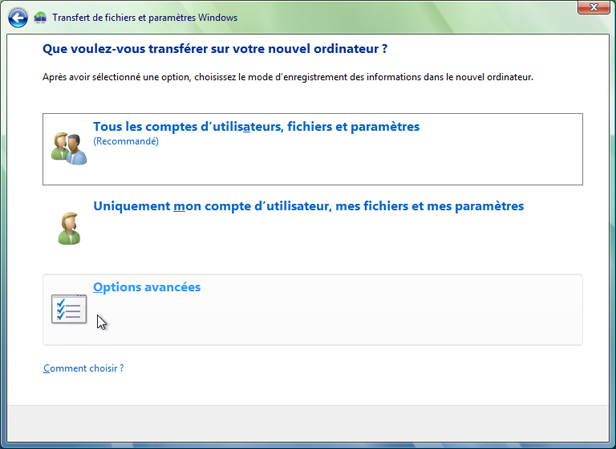 Transfert de fichiers et paramètres Windows
Que voulez-vous transférer sur votre nouvel ordinateur ?
Après avoir sélectionné une option, choisissez le mode d'enregistrement des informations dans le nouvel ordinateur.
Tous les comptes d'utilisateurs, fichiers et paramètres
(Recommandé)
Uniquement mon compte d'utilisateur, mes fichiers et mes paramètres
Options avancées
Comment choisir ?